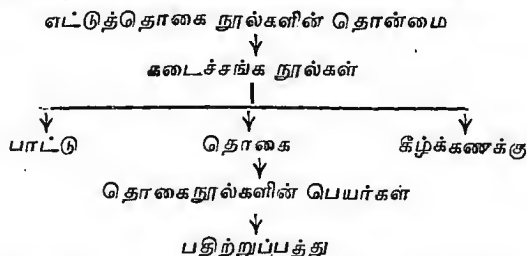 எட்டுத்தொகை நூல்களின் தொன்மை
கடைச்சங்க நூல்கள்
பாட்டு தொகை கீழ்க்கணக்கு
தொகைநூல்களின் பெயர்கள்
பதிற்றுப்பத்து